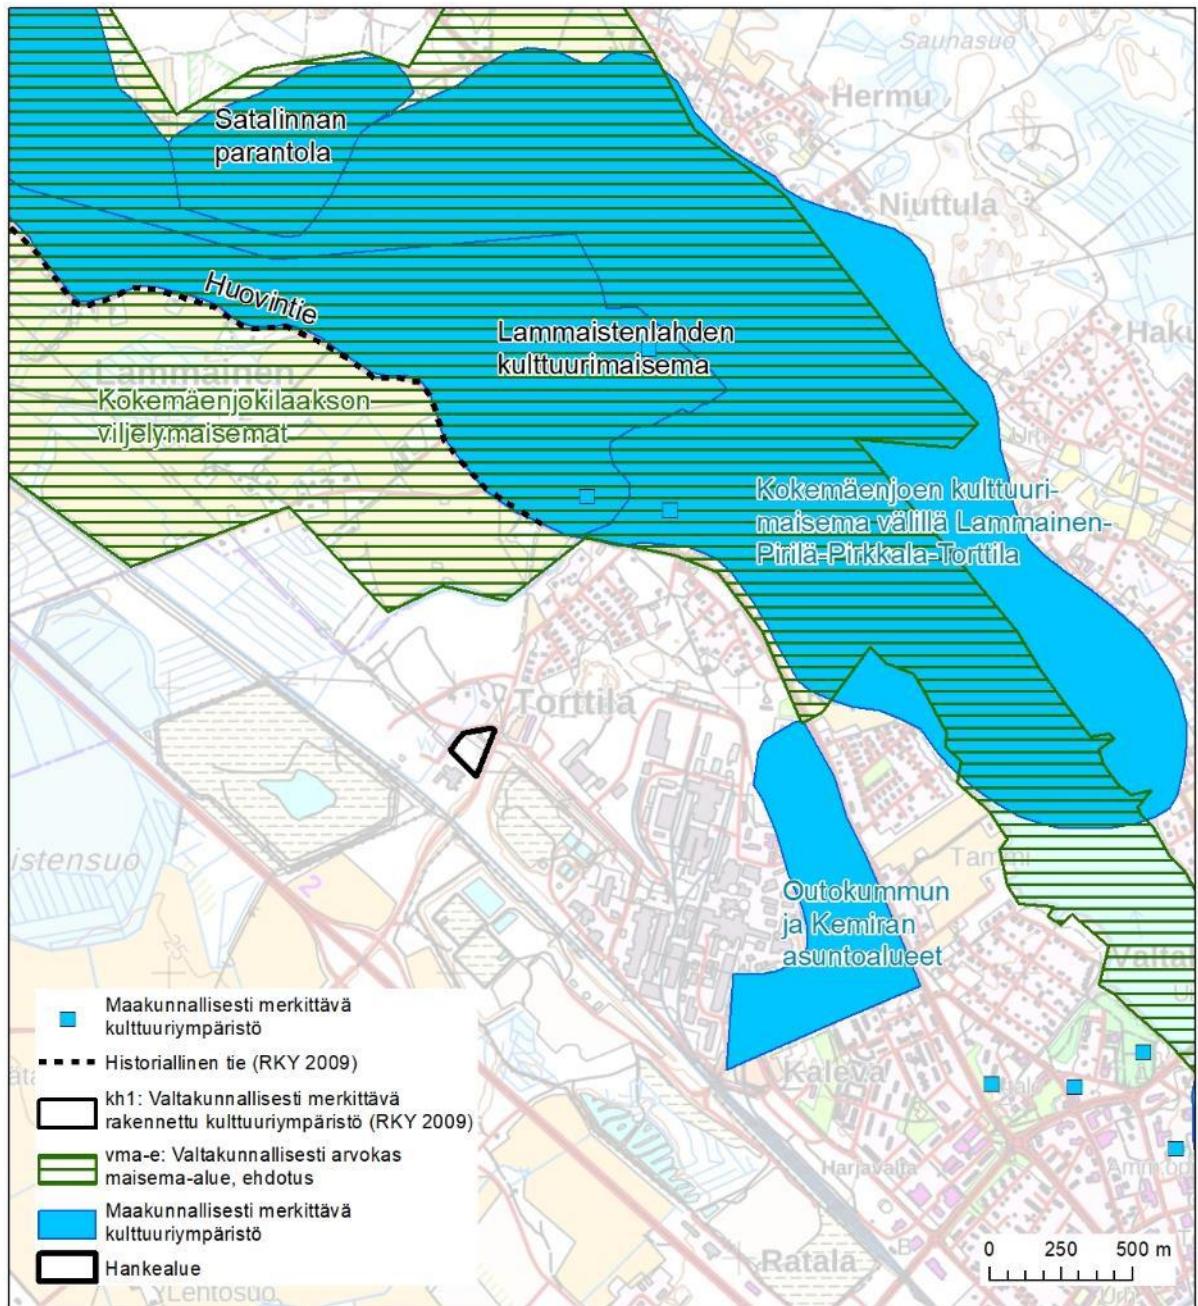 Saunasuo
Hermu
Satalinnan
parantola
Niuttula
Huovintie
Lammaistenlahden
kulttuurimaisema
Haku
Lammainen
Kokemäenjokilaakson
viljelymaisemat
Kokemäenjoen kulttuuri-
maisema välillä Lammainen-
Pirilä-Pirkkala-Torttila
Torttila
istensuo
2
Tammi
Outokummun
ja Kemiran
asuntoalueet
Valta
Kaleva
Harjavalta
Ratala
Lentosuo
Maakunnallisesti merkittävä
kulttuuriympäristö
Historiallinen tie (RKY 2009)
kh1: Valtakunnallisesti merkittävä
rakennettu kulttuuriympäristö (RKY 2009)
vma-e: Valtakunnallisesti arvokas
maisema-alue, ehdotus
Maakunnallisesti merkittävä
kulttuuriympäristö
Hankealue
0 250 500 m